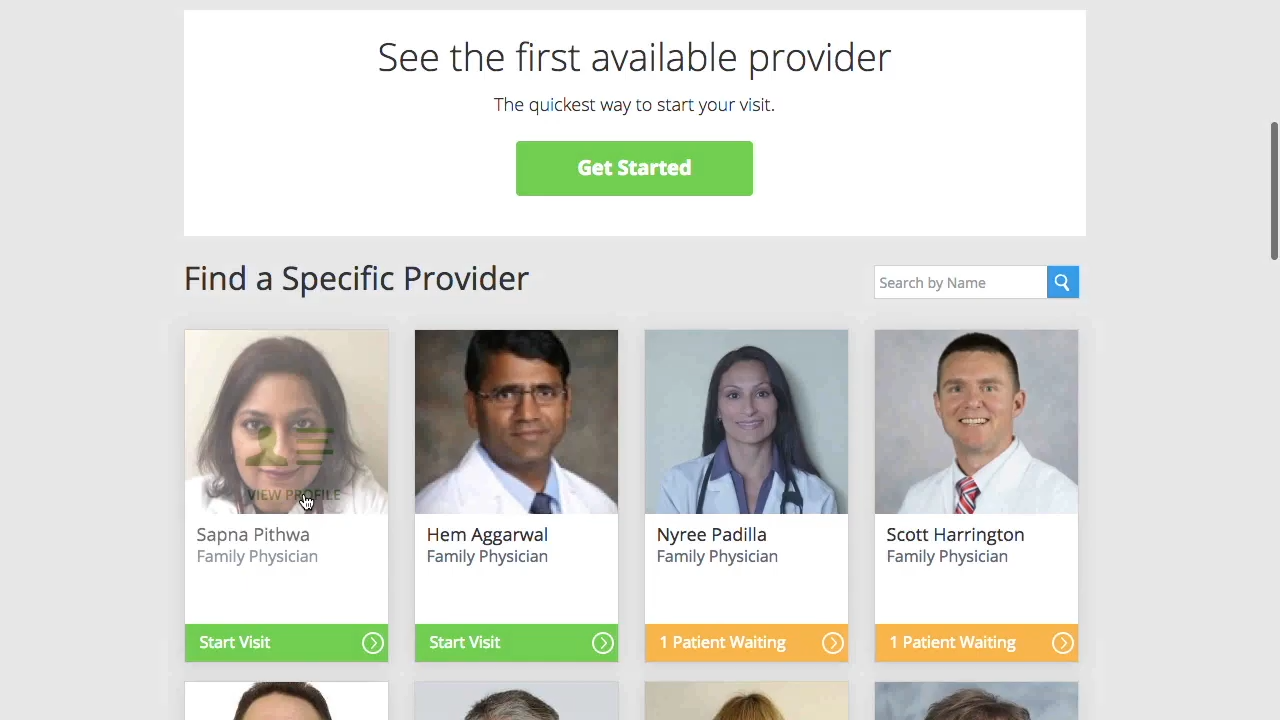 See the first available provider
The quickest way to start your visit.
Get Started
Find a Specific Provider
Search by Name
VIEW PROFILE
Sapna Pithwa
Family Physician
Hem Aggarwal
Family Physician
Nyree Padilla
Family Physician
Scott Harrington
Family Physician
Start Visit
Start Visit
1 Patient Waiting
1 Patient Waiting